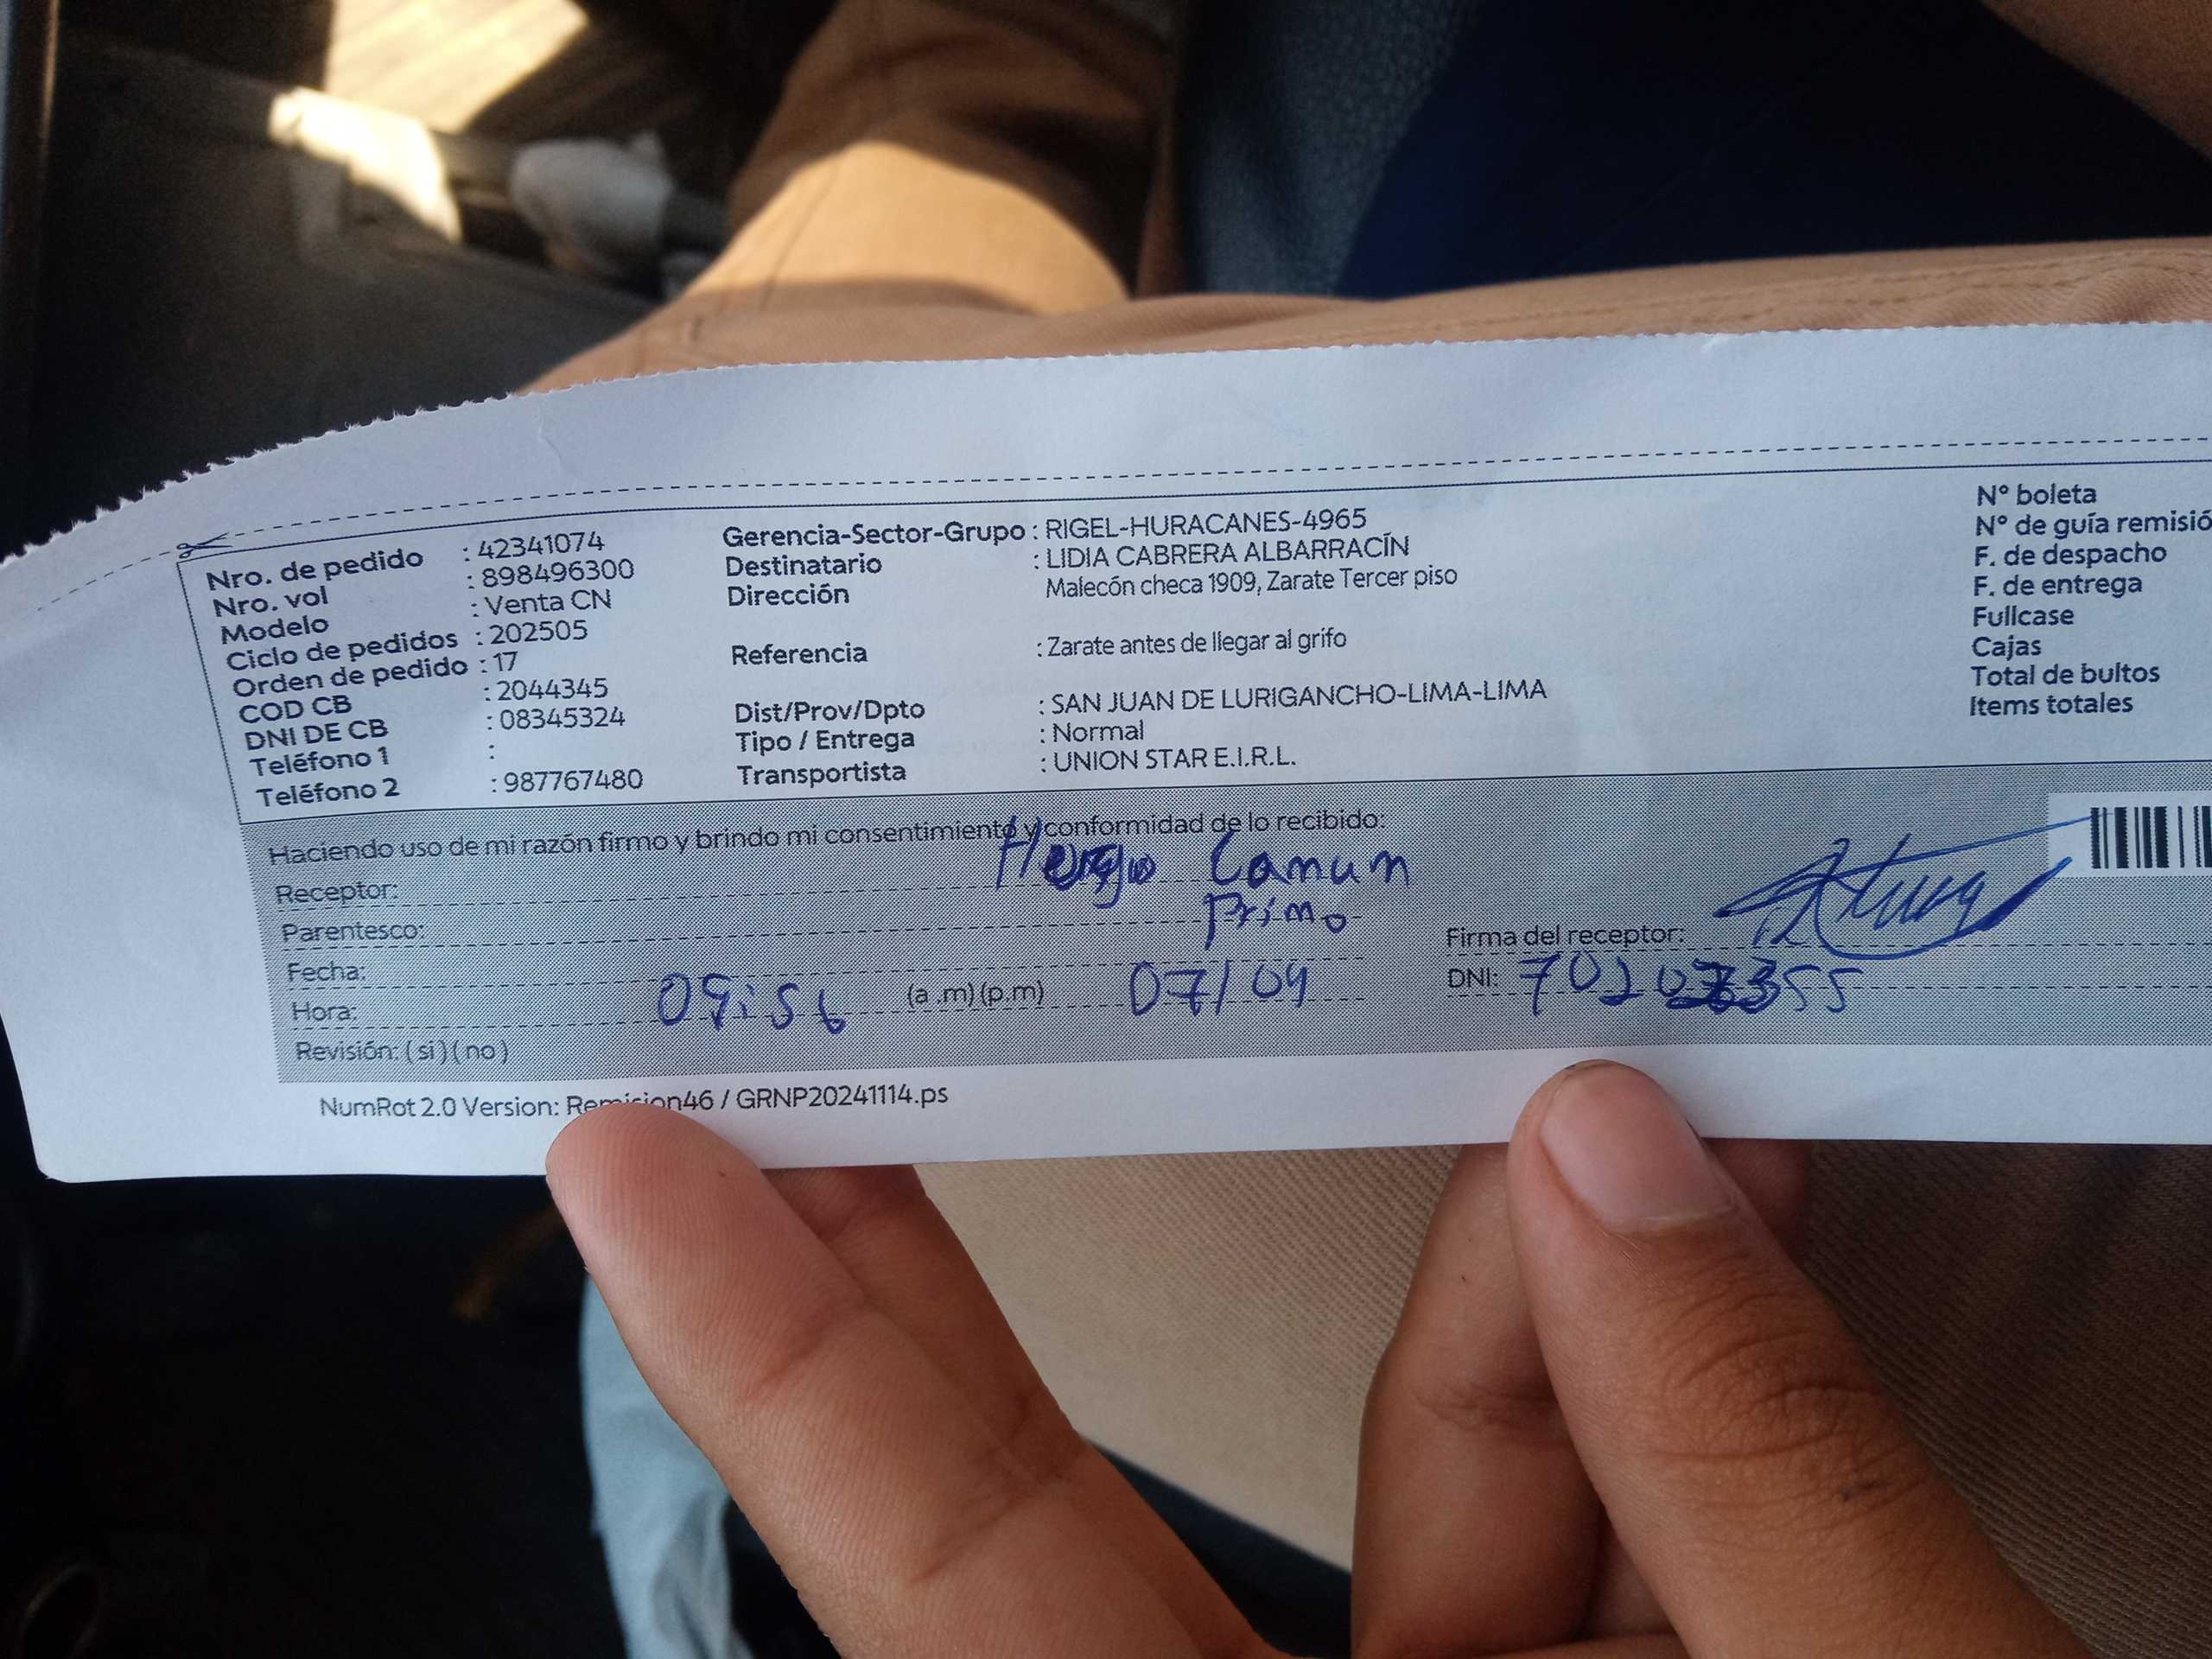 Nro. de pedido : 42341074
Nro. vol : 898496300
Modelo : Venta CN
Ciclo de pedidos : 202505
Orden de pedido : 17
COD CB : 2044345
DNI DE CB : 08345324
Teléfono 1 :
Teléfono 2 : 987767480
Gerencia-Sector-Grupo : RIGEL-HURACANES-4965
Destinatario : LIDIA CABRERA ALBARRACÍN
Dirección Malecón checa 1909, Zarate Tercer piso
Referencia : Zarate antes de llegar al grifo
Dist/Prov/Dpto : SAN JUAN DE LURIGANCHO-LIMA-LIMA
Tipo / Entrega : Normal
Transportista : UNION STAR E.I.R.L.
N° boleta
N° de guía remisió
F. de despacho
F. de entrega
Fullcase
Cajas
Total de bultos
Items totales
Haciendo uso de mi razón firmo y brindo mi consentimiento y conformidad de lo recibido:
Receptor:
Parentesco: Primo
Fecha:
Hora: 09:56 (a .m) (p.m) 07/09
Revisión: ( si ) ( no )
Firma del receptor:
DNI:
NumRot 2.0 Version: Remision46 / GRNP20241114.ps